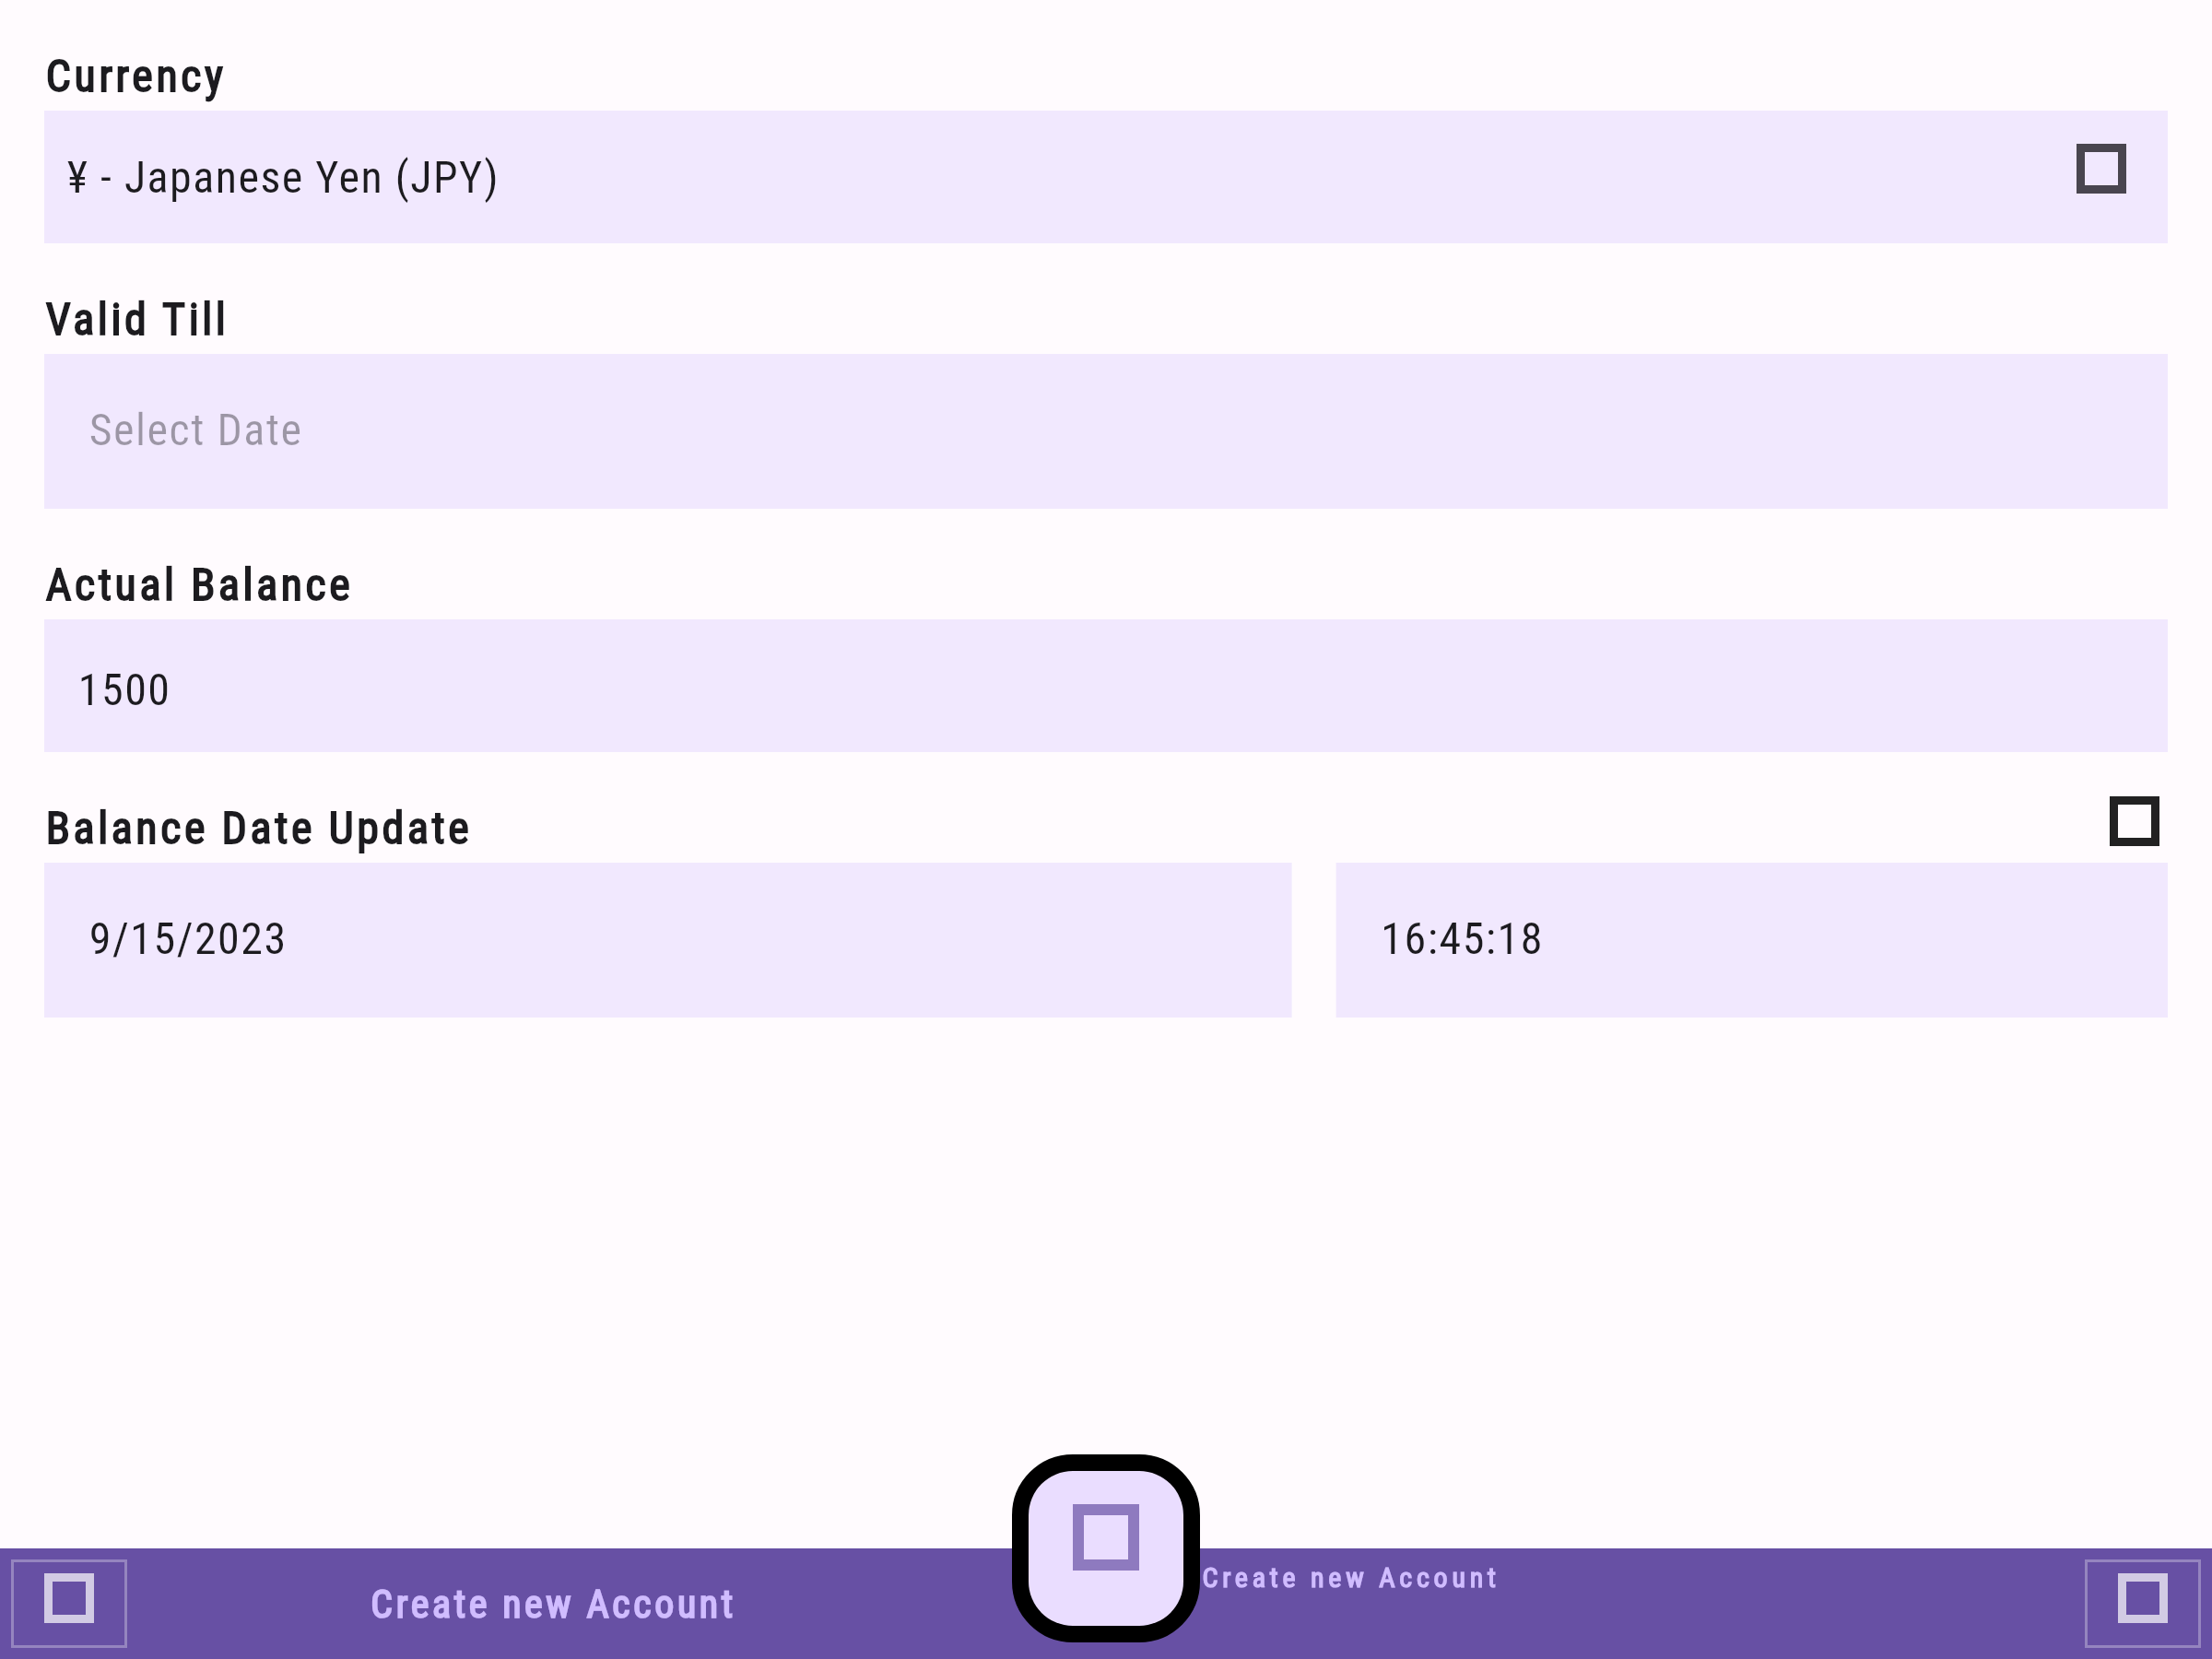 Currency
¥ - Japanese Yen (JPY)
Valid Till
Select Date
Actual Balance
1500
Balance Date Update
9/15/2023
16:45:18
Create new Account
Create new Account